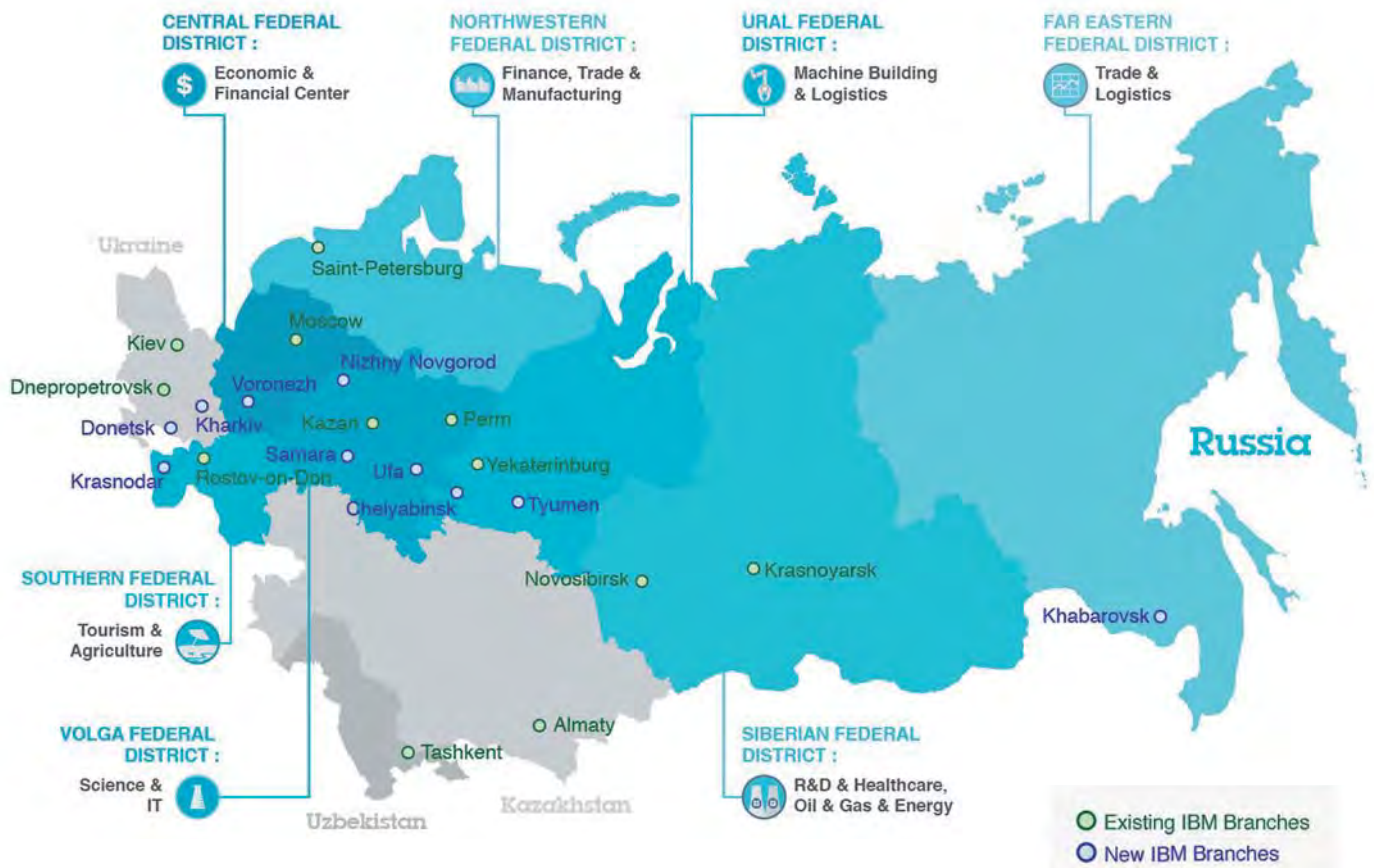 CENTRAL FEDERAL
DISTRICT :
Economic &
Financial Center
NORTHWESTERN
FEDERAL DISTRICT :
Finance, Trade &
Manufacturing
URAL FEDERAL
DISTRICT :
Machine Building
& Logistics
FAR EASTERN
FEDERAL DISTRICT :
Trade &
Logistics
Ukraine
Saint-Petersburg
Moscow
Kiev
Nizhny Novgorod
Dnepropetrovsk
Voronezh
Kharkiv
Kazan
Perm
Donetsk
Russia
Samara
Ufa
Yekaterinburg
Krasnodar
Rostov-on-Don
Chelyabinsk
Tyumen
Novosibirsk
Krasnoyarsk
Khabarovsk
SOUTHERN FEDERAL
DISTRICT :
Tourism &
Agriculture
Almaty
Tashkent
VOLGA FEDERAL
DISTRICT :
Science &
IT
Kazakhstan
Uzbekistan
SIBERIAN FEDERAL
DISTRICT :
R&D & Healthcare,
Oil & Gas & Energy
Existing IBM Branches
New IBM Branches